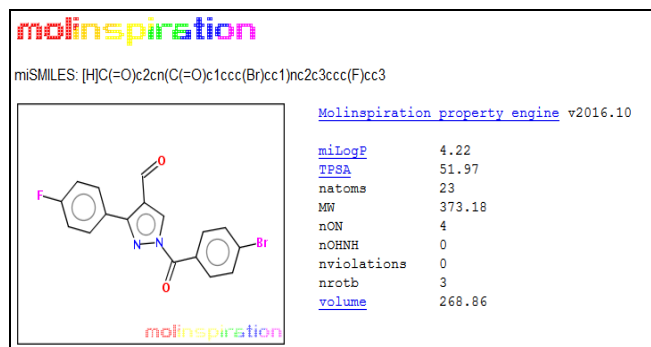 molinspiration
miSMILES: [H]C(=O)c2cn(C(=O)c1ccc(Br)cc1)nc2c3ccc(F)cc3
Molinspiration property engine v2016.10
miLogP 4.22
TPSA 51.97
natoms 23
MW 373.18
nON 4
nOHNH 0
nviolations 0
nrotb 3
volume 268.86
O
F
N N
Br
O
molinspiration